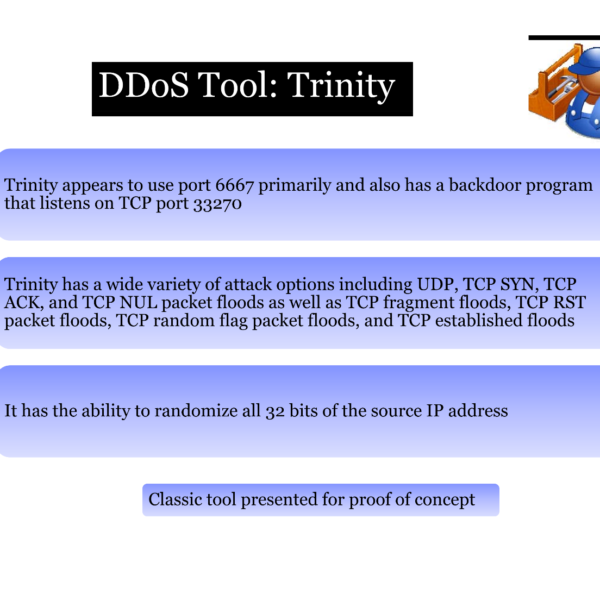 DDoS Tool: Trinity
Trinity appears to use port 6667 primarily and also has a backdoor program
that listens on TCP port 33270
Trinity has a wide variety of attack options including UDP, TCP SYN, TCP
ACK, and TCP NUL packet floods as well as TCP fragment floods, TCP RST
packet floods, TCP random flag packet floods, and TCP established floods
It has the ability to randomize all 32 bits of the source IP address
Classic tool presented for proof of concept